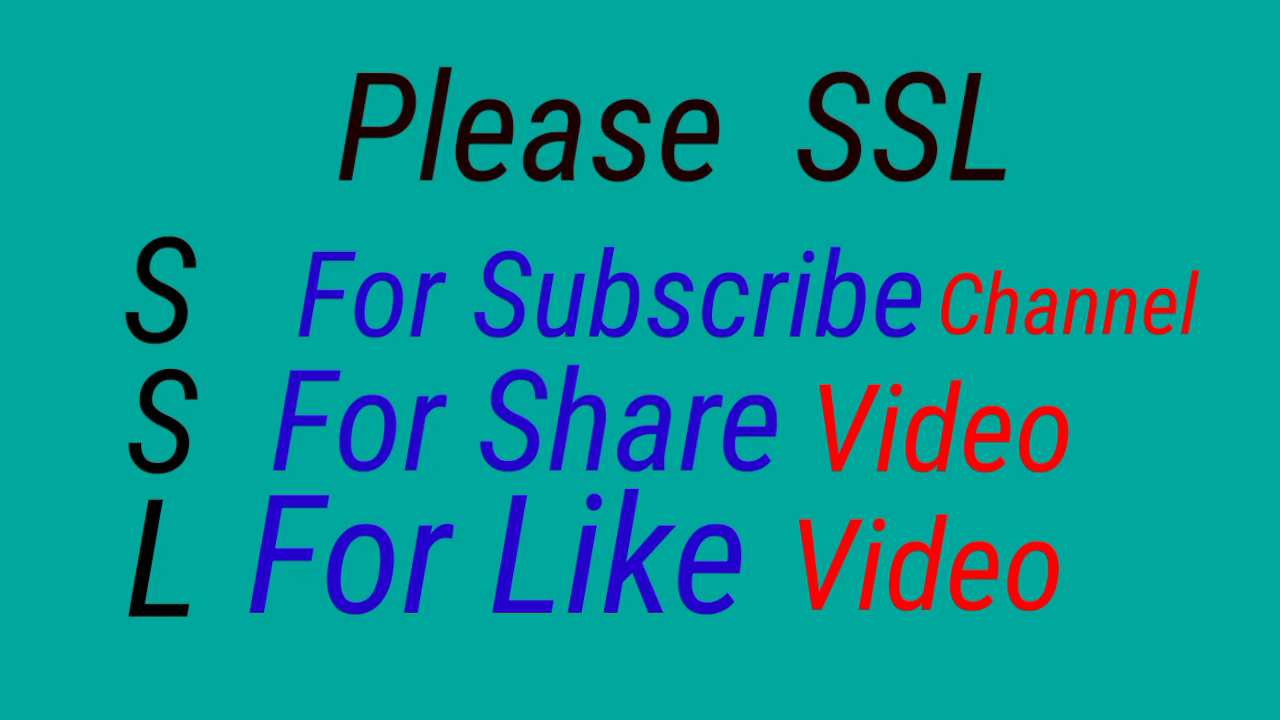 Please SSL
S For Subscribe Channel
S For Share Video
L For Like Video